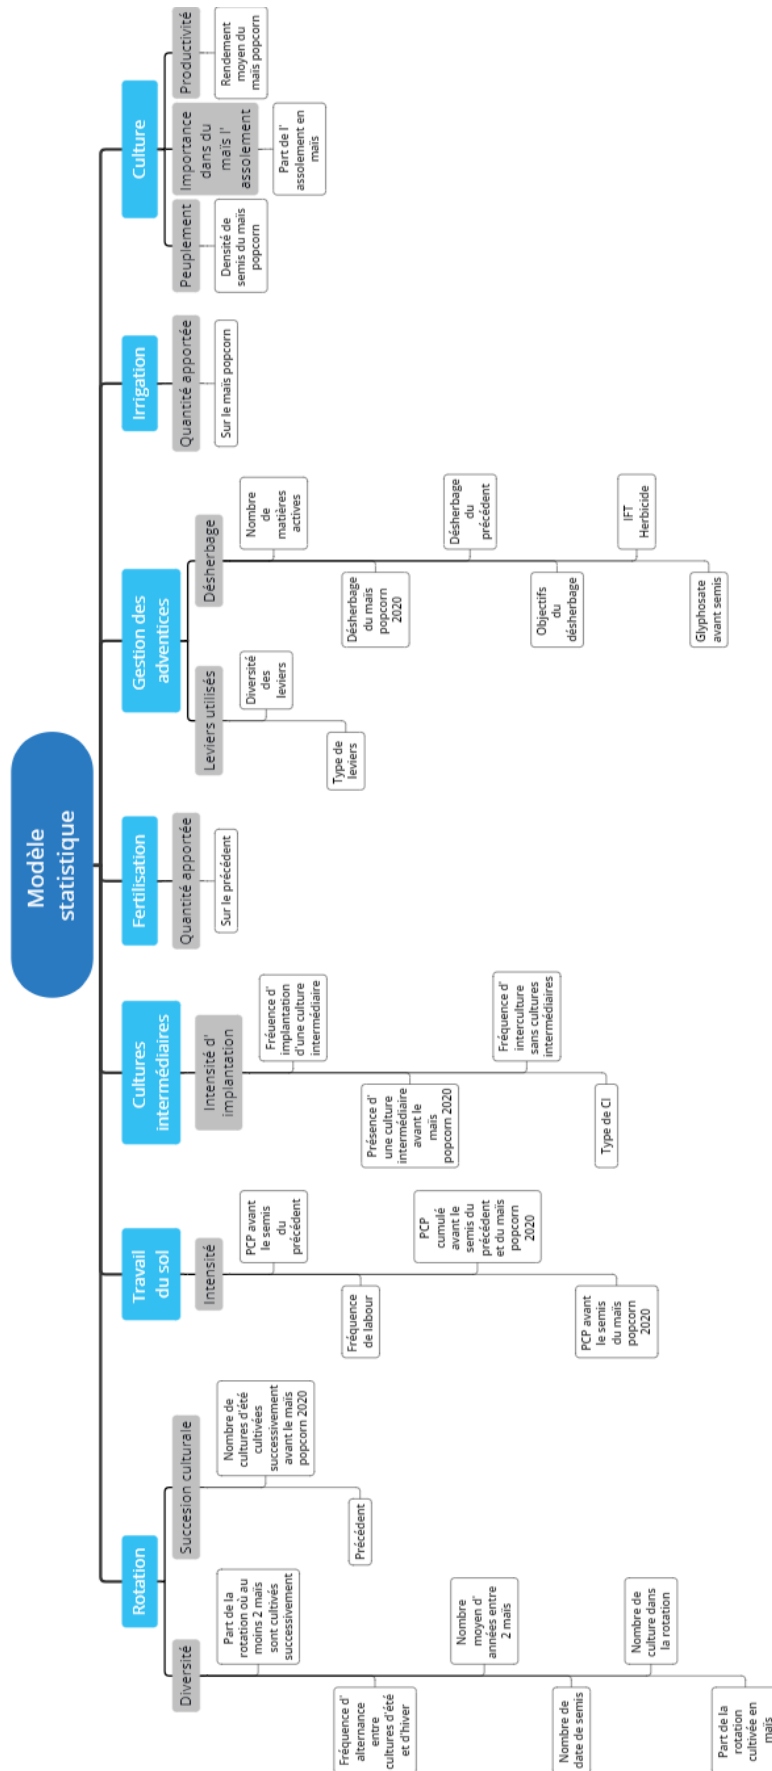 Modèle
statistique
Rotation
Diversité
Part de la
rotation où au
moins 2 maïs
sont cultivés
successivement
Fréquence d'
alternance
entre
cultures d'été
et d'hiver
Nombre
moyen d'
années entre
2 maïs
Nombre de
date de semis
Nombre de
culture dans
la rotation
Part de la
rotation
cultivée en
maïs
Succesion culturale
Nombre de
cultures d'été
cultivées
successivement
avant le maïs
popcorn 2020
Précédent
Travail
du sol
Intensité
PCP avant
le semis
du
précédent
Fréquence
de labour
PCP
cumulé
avant le
semis du
précédent
et du maïs
popcorn
2020
PCP avant
le semis
du maïs
popcorn
2020
Cultures
intermédiaires
Intensité d'
implantation
Fréuence d'
implantation
d'une culture
intermédiaire
Présence d'
une culture
intermédiaire
avant le
maïs
popcorn 2020
Fréquence d'
interculture
sans cultures
intermédiaires
Type de CI
Fertilisation
Quantité apportée
Sur le précédent
Gestion des
adventices
Leviers utilisés
Diversité
des
leviers
Type de
leviers
Désherbage
Nombre
de
matières
actives
Désherbage
du maïs
popcorn
2020
Désherbage
du
précédent
Objectifs
du
désherbage
IFT
Herbicide
Glyphosate
avant semis
Irrigation
Quantité apportée
Sur le maïs popcorn
Culture
Peuplement
Densité de
semis du maïs
popcorn
Importance
dans du
maïs l'
assolement
Part de l'
assolement en
maïs
Productivité
Rendement
moyen du
maïs popcorn